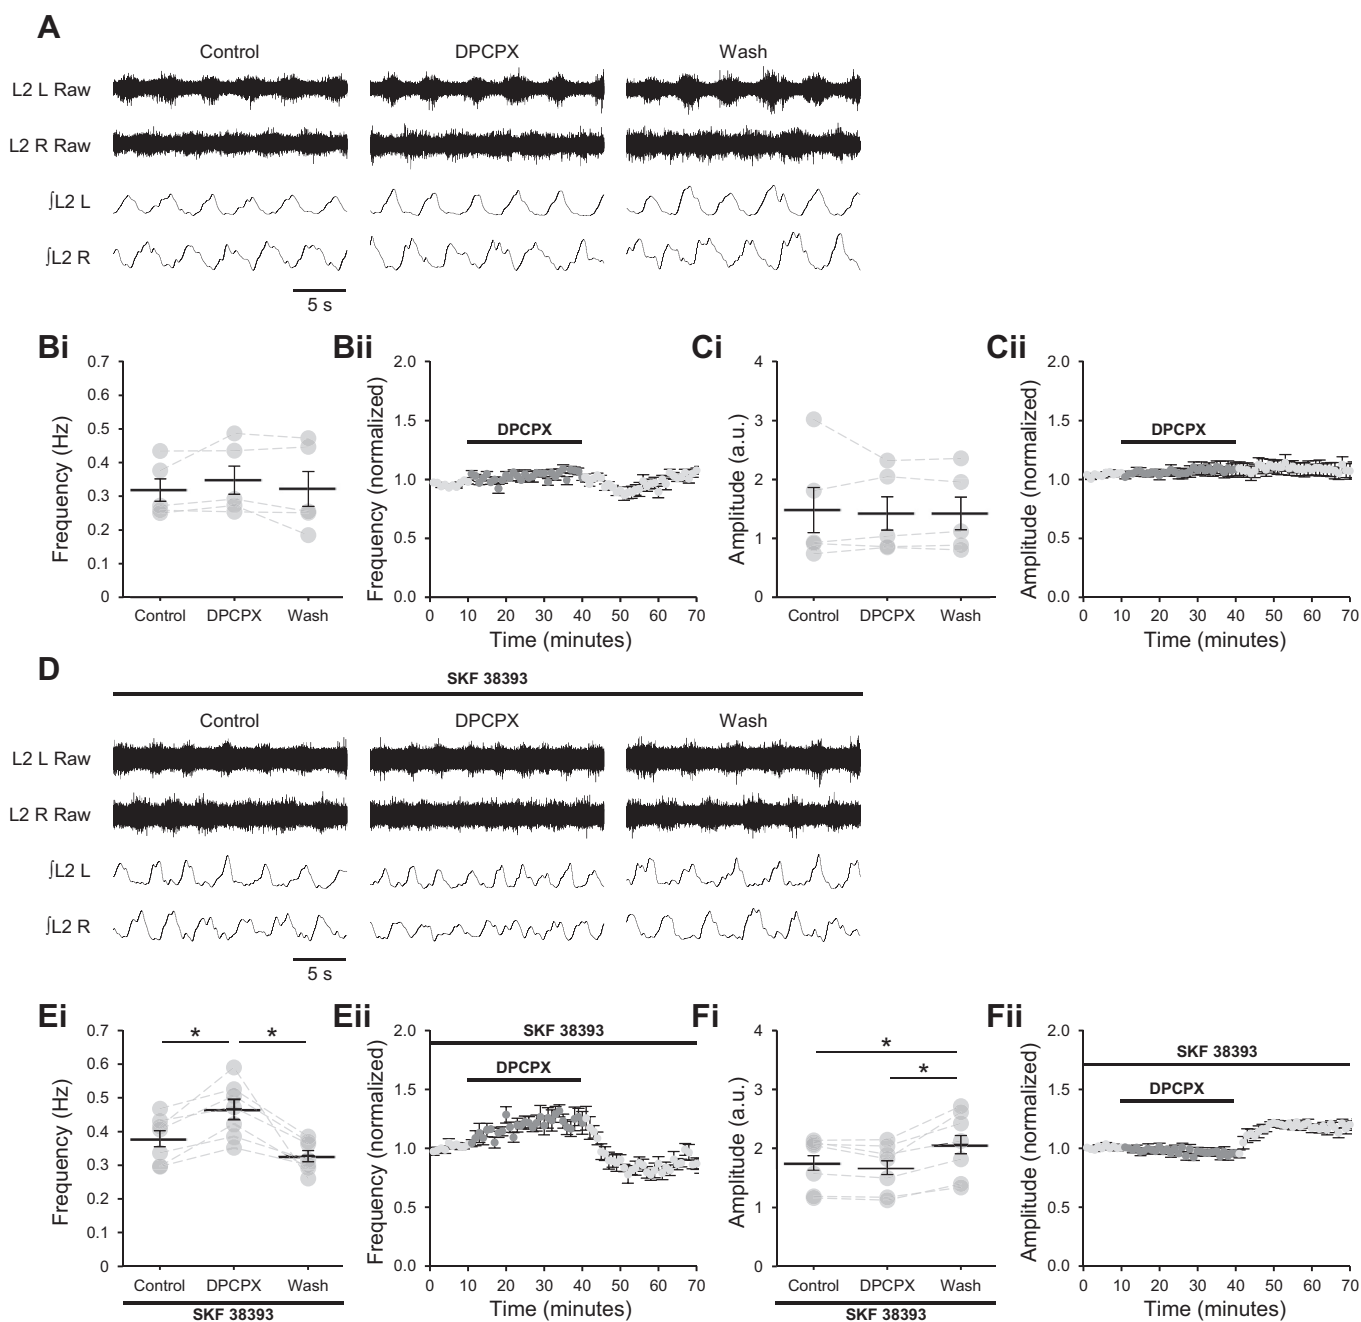 A
Control DPCPX Wash
L2 L Raw
L2 R Raw
∫L2 L
∫L2 R
5 s
Bi Bii Ci Cii
0.7
0.6
0.5
0.4
0.3
0.2
0.1
0
Frequency (Hz)
Control DPCPX Wash
2.0
1.5
1.0
0.5
0.0
Frequency (normalized)
DPCPX
0 10 20 30 40 50 60 70
Time (minutes)
4
3
2
1
0
Amplitude (a.u.)
Control DPCPX Wash
2.0
1.5
1.0
0.5
0.0
Amplitude (normalized)
DPCPX
0 10 20 30 40 50 60 70
Time (minutes)
D
SKF 38393
Control DPCPX Wash
L2 L Raw
L2 R Raw
∫L2 L
∫L2 R
5 s
Ei Eii Fi Fii
0.7
0.6
0.5
0.4
0.3
0.2
0.1
0
Frequency (Hz)
* *
Control DPCPX Wash
SKF 38393
2.0
1.5
1.0
0.5
0.0
Frequency (normalized)
SKF 38393
DPCPX
0 10 20 30 40 50 60 70
Time (minutes)
4
3
2
1
0
Amplitude (a.u.)
*
*
Control DPCPX Wash
SKF 38393
2.0
1.5
1.0
0.5
0.0
Amplitude (normalized)
SKF 38393
DPCPX
0 10 20 30 40 50 60 70
Time (minutes)